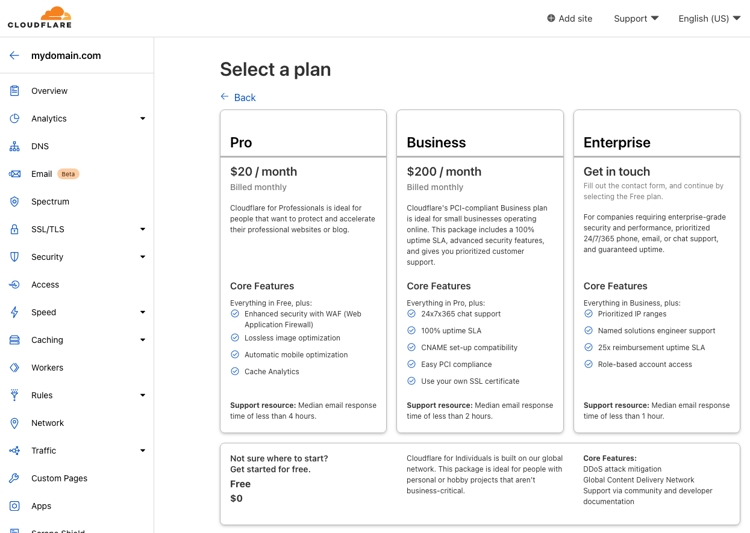 CLOUDFLARE
Add site
Support
English (US)
mydomain.com
Overview
Analytics
DNS
Email Beta
Spectrum
SSL/TLS
Security
Access
Speed
Caching
Workers
Rules
Network
Traffic
Custom Pages
Apps
Scrape Shield
Select a plan
Back
Pro
$20 / month
Billed monthly
Cloudflare for Professionals is ideal for
people that want to protect and accelerate
their professional websites or blog.
Core Features
Everything in Free, plus:
Enhanced security with WAF (Web
Application Firewall)
Lossless image optimization
Automatic mobile optimization
Cache Analytics
Support resource: Median email response
time of less than 4 hours.
Business
$200 / month
Billed monthly
Cloudflare's PCI-compliant Business plan
is ideal for small businesses operating
online. This package includes a 100%
uptime SLA, advanced security features,
and gives you prioritized customer
support.
Core Features
Everything in Pro, plus:
24x7x365 chat support
100% uptime SLA
CNAME set-up compatibility
Easy PCI compliance
Use your own SSL certificate
Support resource: Median email response
time of less than 2 hours.
Enterprise
Get in touch
Fill out the contact form, and continue by
selecting the Free plan.
For companies requiring enterprise-grade
security and performance, prioritized
24/7/365 phone, email, or chat support,
and guaranteed uptime.
Core Features
Everything in Business, plus:
Prioritized IP ranges
Named solutions engineer support
25x reimbursement uptime SLA
Role-based account access
Support resource: Median email response
time of less than 1 hour.
Not sure where to start?
Get started for free.
Free
$0
Cloudflare for Individuals is built on our global
network. This package is ideal for people with
personal or hobby projects that aren't
business-critical.
Core Features:
DDoS attack mitigation
Global Content Delivery Network
Support via community and developer
documentation